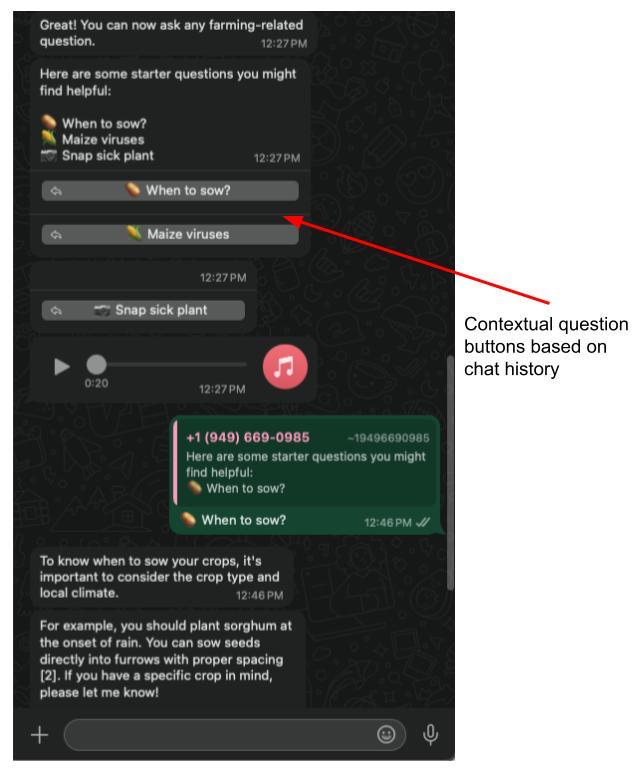 Great! You can now ask any farming-related
question.
12:27 PM
Here are some starter questions you might
find helpful:
🥔 When to sow?
🌽 Maize viruses
📷 Snap sick plant
12:27 PM
🥔 When to sow?
🌽 Maize viruses
12:27 PM
📷 Snap sick plant
0:20
12:27 PM
Contextual question
buttons based on
chat history
+1 (949) 669-0985 ~19496690985
Here are some starter questions you might
find helpful:
🥔 When to sow?
🥔 When to sow?
12:46 PM
To know when to sow your crops, it's
important to consider the crop type and
local climate.
12:46 PM
For example, you should plant sorghum at
the onset of rain. You can sow seeds
directly into furrows with proper spacing
[2]. If you have a specific crop in mind,
please let me know!